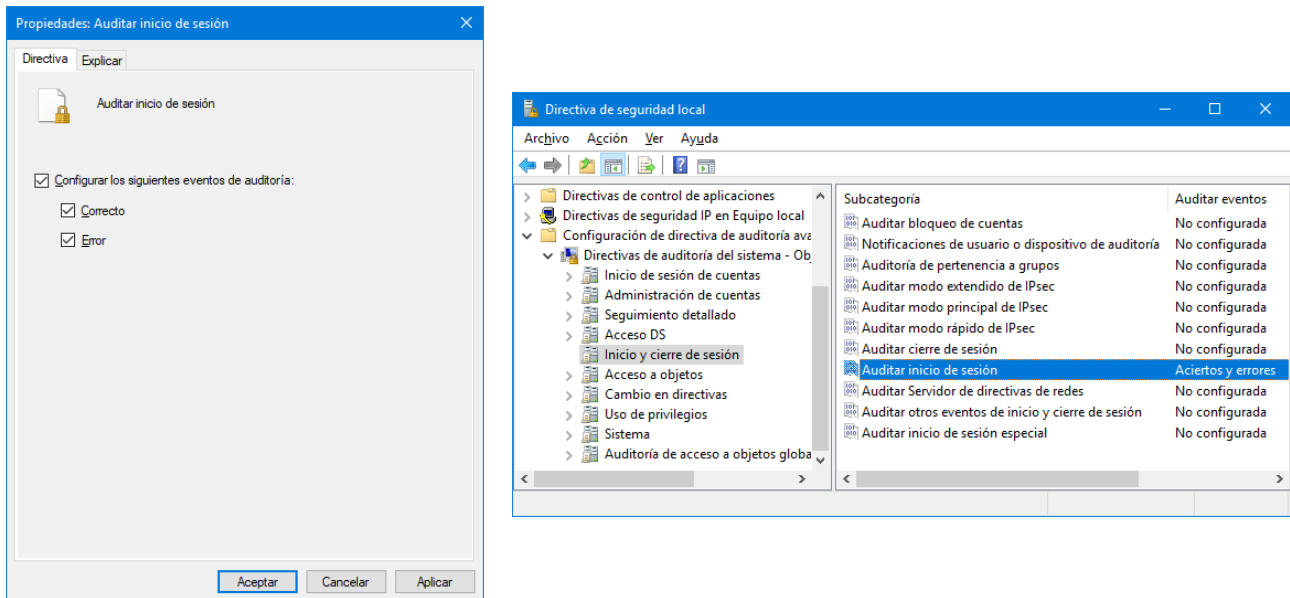 Propiedades: Auditar inicio de sesión
Directiva
Explicar
Auditar inicio de sesión
Configurar los siguientes eventos de auditoría:
Correcto
Error
Aceptar
Cancelar
Aplicar
Directiva de seguridad local
Archivo Acción Ver Ayuda
Directivas de control de aplicaciones
Directivas de seguridad IP en Equipo local
Configuración de directiva de auditoría ava
Directivas de auditoría del sistema - Ob
Inicio de sesión de cuentas
Administración de cuentas
Seguimiento detallado
Acceso DS
Inicio y cierre de sesión
Acceso a objetos
Cambio en directivas
Uso de privilegios
Sistema
Auditoría de acceso a objetos globa
Subcategoría Auditar eventos
Auditar bloqueo de cuentas No configurada
Notificaciones de usuario o dispositivo de auditoría No configurada
Auditoría de pertenencia a grupos No configurada
Auditar modo extendido de IPsec No configurada
Auditar modo principal de IPsec No configurada
Auditar modo rápido de IPsec No configurada
Auditar cierre de sesión No configurada
Auditar inicio de sesión Aciertos y errores
Auditar Servidor de directivas de redes No configurada
Auditar otros eventos de inicio y cierre de sesión No configurada
Auditar inicio de sesión especial No configurada